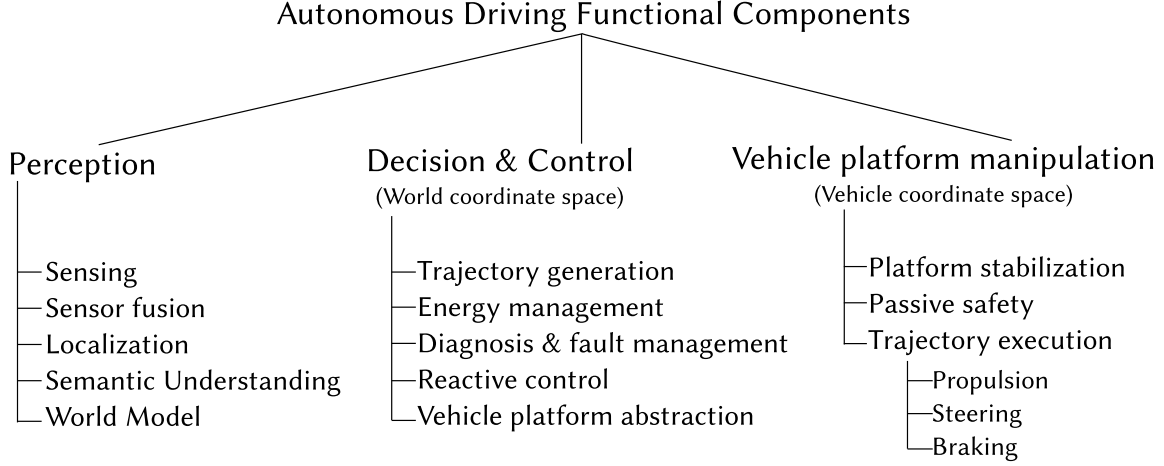 Autonomous Driving Functional Components
Perception
Sensing
Sensor fusion
Localization
Semantic Understanding
World Model
Decision & Control
(World coordinate space)
Trajectory generation
Energy management
Diagnosis & fault management
Reactive control
Vehicle platform abstraction
Vehicle platform manipulation
(Vehicle coordinate space)
Platform stabilization
Passive safety
Trajectory execution
Propulsion
Steering
Braking